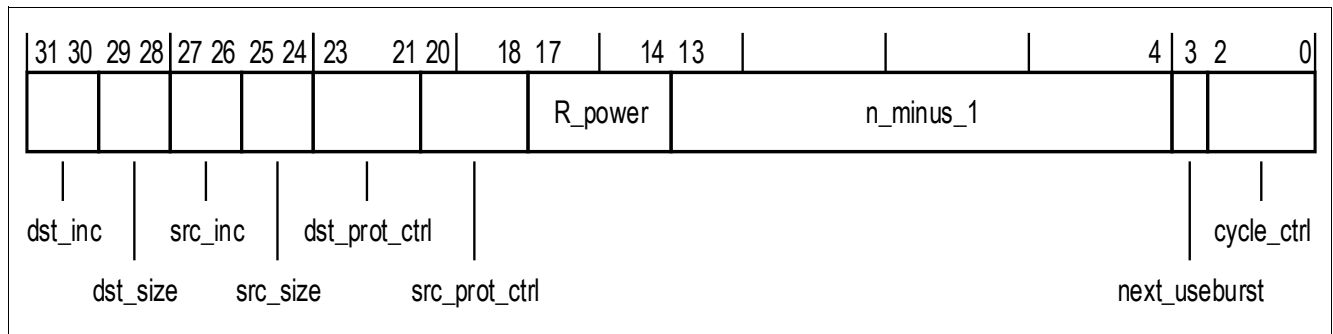 31 30 29 28 27 26 25 24 23 21 20 18 17 14 13 4 3 2 0
R_power n_minus_1
dst_inc src_inc dst_prot_ctrl cycle_ctrl
dst_size src_size src_prot_ctrl next_useburst